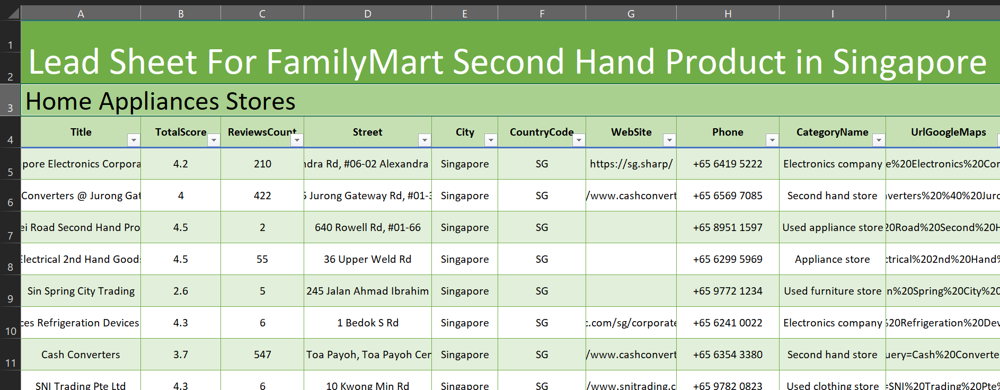 A B C D E F G H I J
1
2 Lead Sheet For FamilyMart Second Hand Product in Singapore
3 Home Appliances Stores
4 Title TotalScore ReviewsCount Street City CountryCode WebSite Phone CategoryName UrlGoogleMaps
5 pore Electronics Corpora 4.2 210 ndra Rd, #06-02 Alexandra Singapore SG https://sg.sharp/ +65 6419 5222 Electronics company e%20Electronics%20Cor
6 Converters @ Jurong Gat 4 422 Jurong Gateway Rd, #01-3 Singapore SG /www.cashconvert +65 6569 7085 Second hand store verters%20%40%20Juro
7 ei Road Second Hand Pro 4.5 2 640 Rowell Rd, #01-66 Singapore SG +65 8951 1597 Used appliance store 20Road%20Second%20H
8 Electrical 2nd Hand Goods 4.5 55 36 Upper Weld Rd Singapore SG +65 6299 5969 Appliance store ctrical%202nd%20Hand%
9 Sin Spring City Trading 2.6 5 245 Jalan Ahmad Ibrahim Singapore SG +65 9772 1234 Used furniture store n%20Spring%20City%20
10 ces Refrigeration Devices 4.3 6 1 Bedok S Rd Singapore SG c.com/sg/corporate +65 6241 0022 Electronics company %20Refrigeration%20Dev
11 Cash Converters 3.7 547 Toa Payoh, Toa Payoh Cen Singapore SG /www.cashconvert +65 6354 3380 Second hand store uery=Cash%20Converte
SNI Trading Pte Ltd 4.3 6 10 Kwong Min Rd Singapore SG /www.snitrading.c +65 9782 0823 Used clothing store =SNI%20Trading%20Pte%